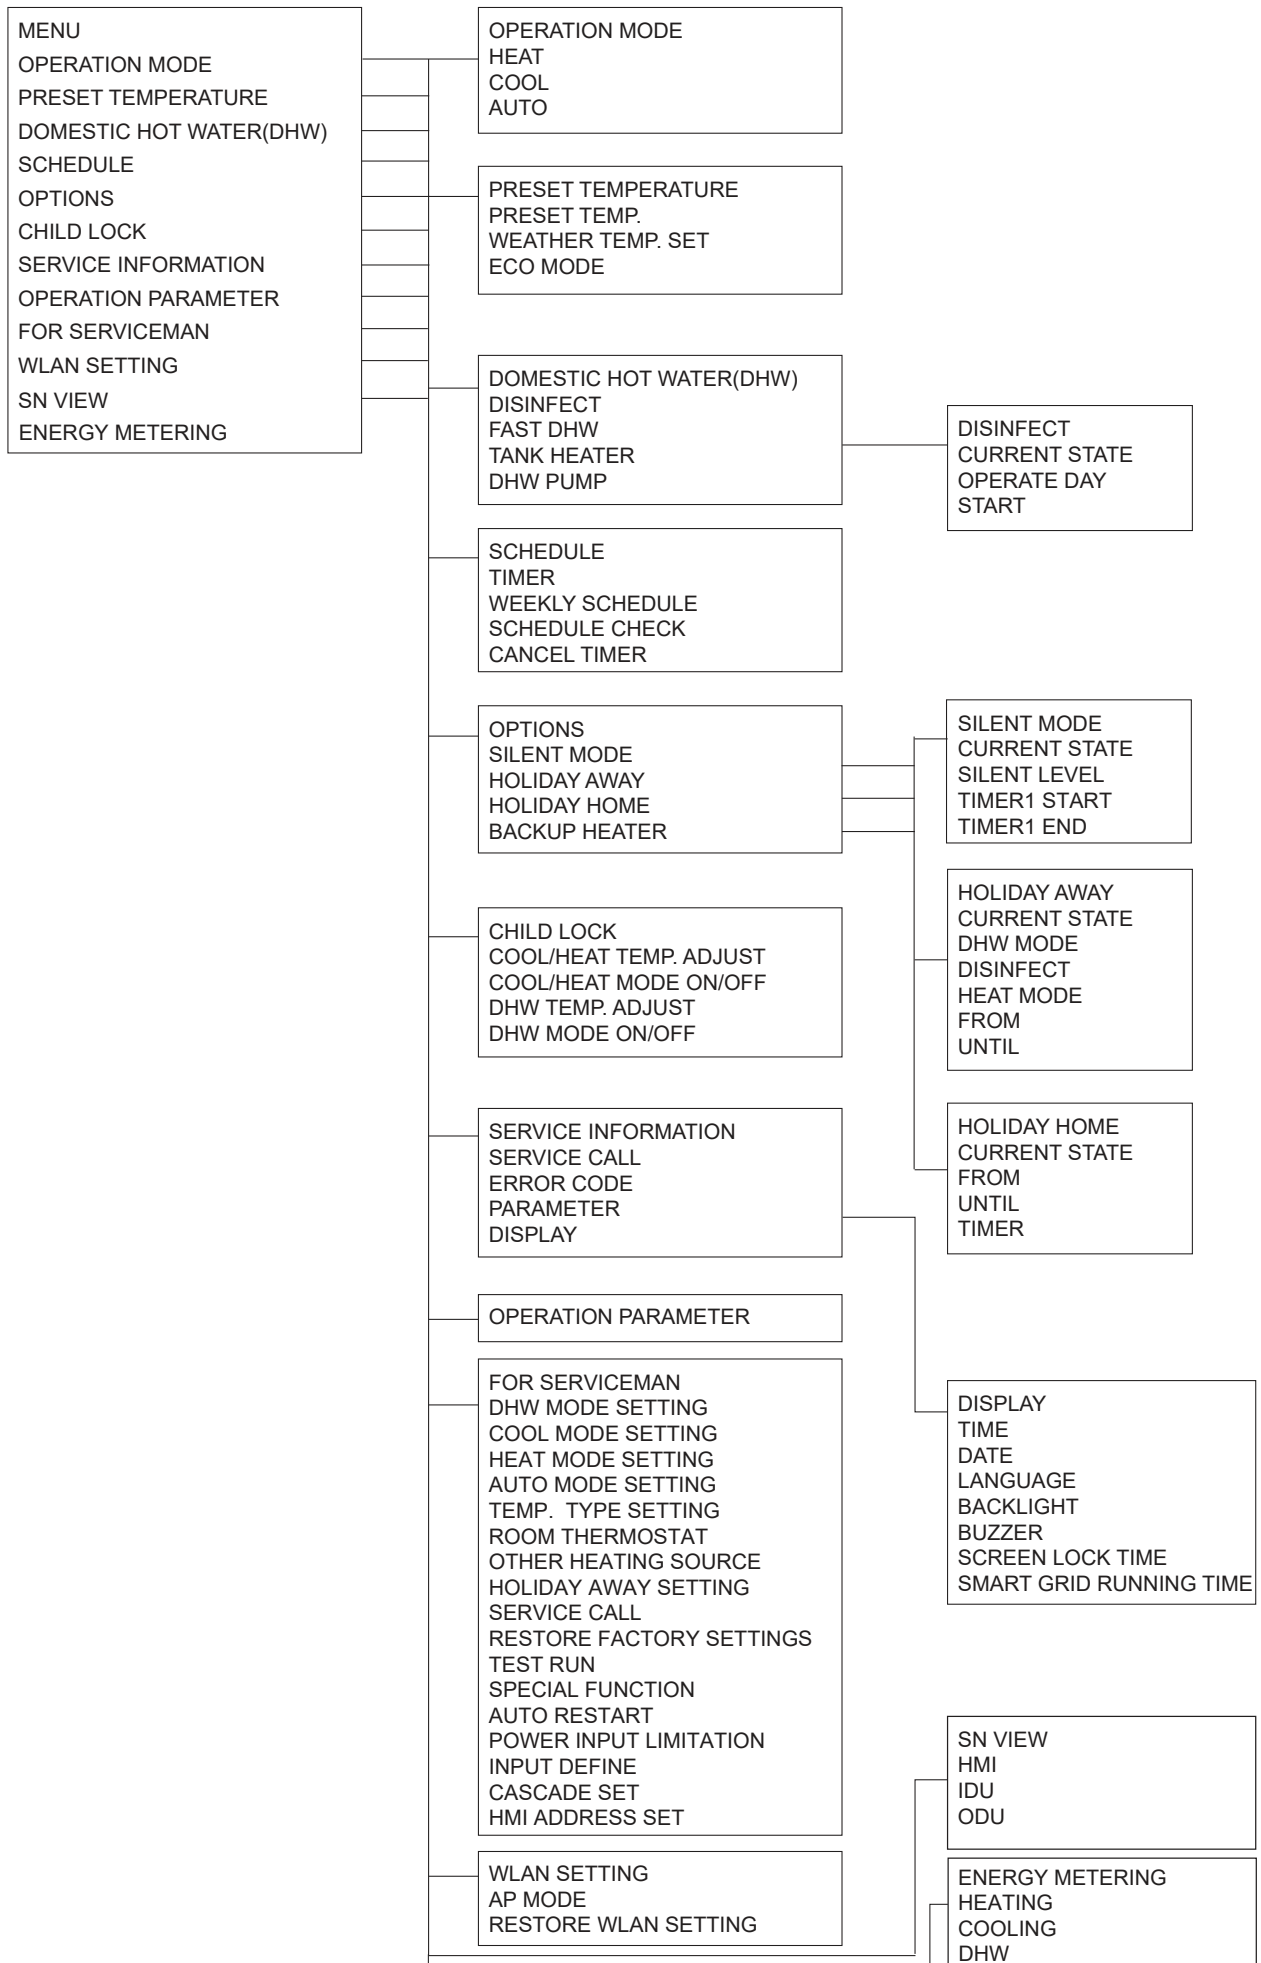 MENU
OPERATION MODE
PRESET TEMPERATURE
DOMESTIC HOT WATER(DHW)
SCHEDULE
OPTIONS
CHILD LOCK
SERVICE INFORMATION
OPERATION PARAMETER
FOR SERVICEMAN
WLAN SETTING
SN VIEW
ENERGY METERING
OPERATION MODE
HEAT
COOL
AUTO
PRESET TEMPERATURE
PRESET TEMP.
WEATHER TEMP. SET
ECO MODE
DOMESTIC HOT WATER(DHW)
DISINFECT
FAST DHW
TANK HEATER
DHW PUMP
DISINFECT
CURRENT STATE
OPERATE DAY
START
SCHEDULE
TIMER
WEEKLY SCHEDULE
SCHEDULE CHECK
CANCEL TIMER
OPTIONS
SILENT MODE
HOLIDAY AWAY
HOLIDAY HOME
BACKUP HEATER
SILENT MODE
CURRENT STATE
SILENT LEVEL
TIMER1 START
TIMER1 END
HOLIDAY AWAY
CURRENT STATE
DHW MODE
DISINFECT
HEAT MODE
FROM
UNTIL
HOLIDAY HOME
CURRENT STATE
FROM
UNTIL
TIMER
CHILD LOCK
COOL/HEAT TEMP. ADJUST
COOL/HEAT MODE ON/OFF
DHW TEMP. ADJUST
DHW MODE ON/OFF
SERVICE INFORMATION
SERVICE CALL
ERROR CODE
PARAMETER
DISPLAY
DISPLAY
TIME
DATE
LANGUAGE
BACKLIGHT
BUZZER
SCREEN LOCK TIME
SMART GRID RUNNING TIME
OPERATION PARAMETER
FOR SERVICEMAN
DHW MODE SETTING
COOL MODE SETTING
HEAT MODE SETTING
AUTO MODE SETTING
TEMP. TYPE SETTING
ROOM THERMOSTAT
OTHER HEATING SOURCE
HOLIDAY AWAY SETTING
SERVICE CALL
RESTORE FACTORY SETTINGS
TEST RUN
SPECIAL FUNCTION
AUTO RESTART
POWER INPUT LIMITATION
INPUT DEFINE
CASCADE SET
HMI ADDRESS SET
WLAN SETTING
AP MODE
RESTORE WLAN SETTING
SN VIEW
HMI
IDU
ODU
ENERGY METERING
HEATING
COOLING
DHW